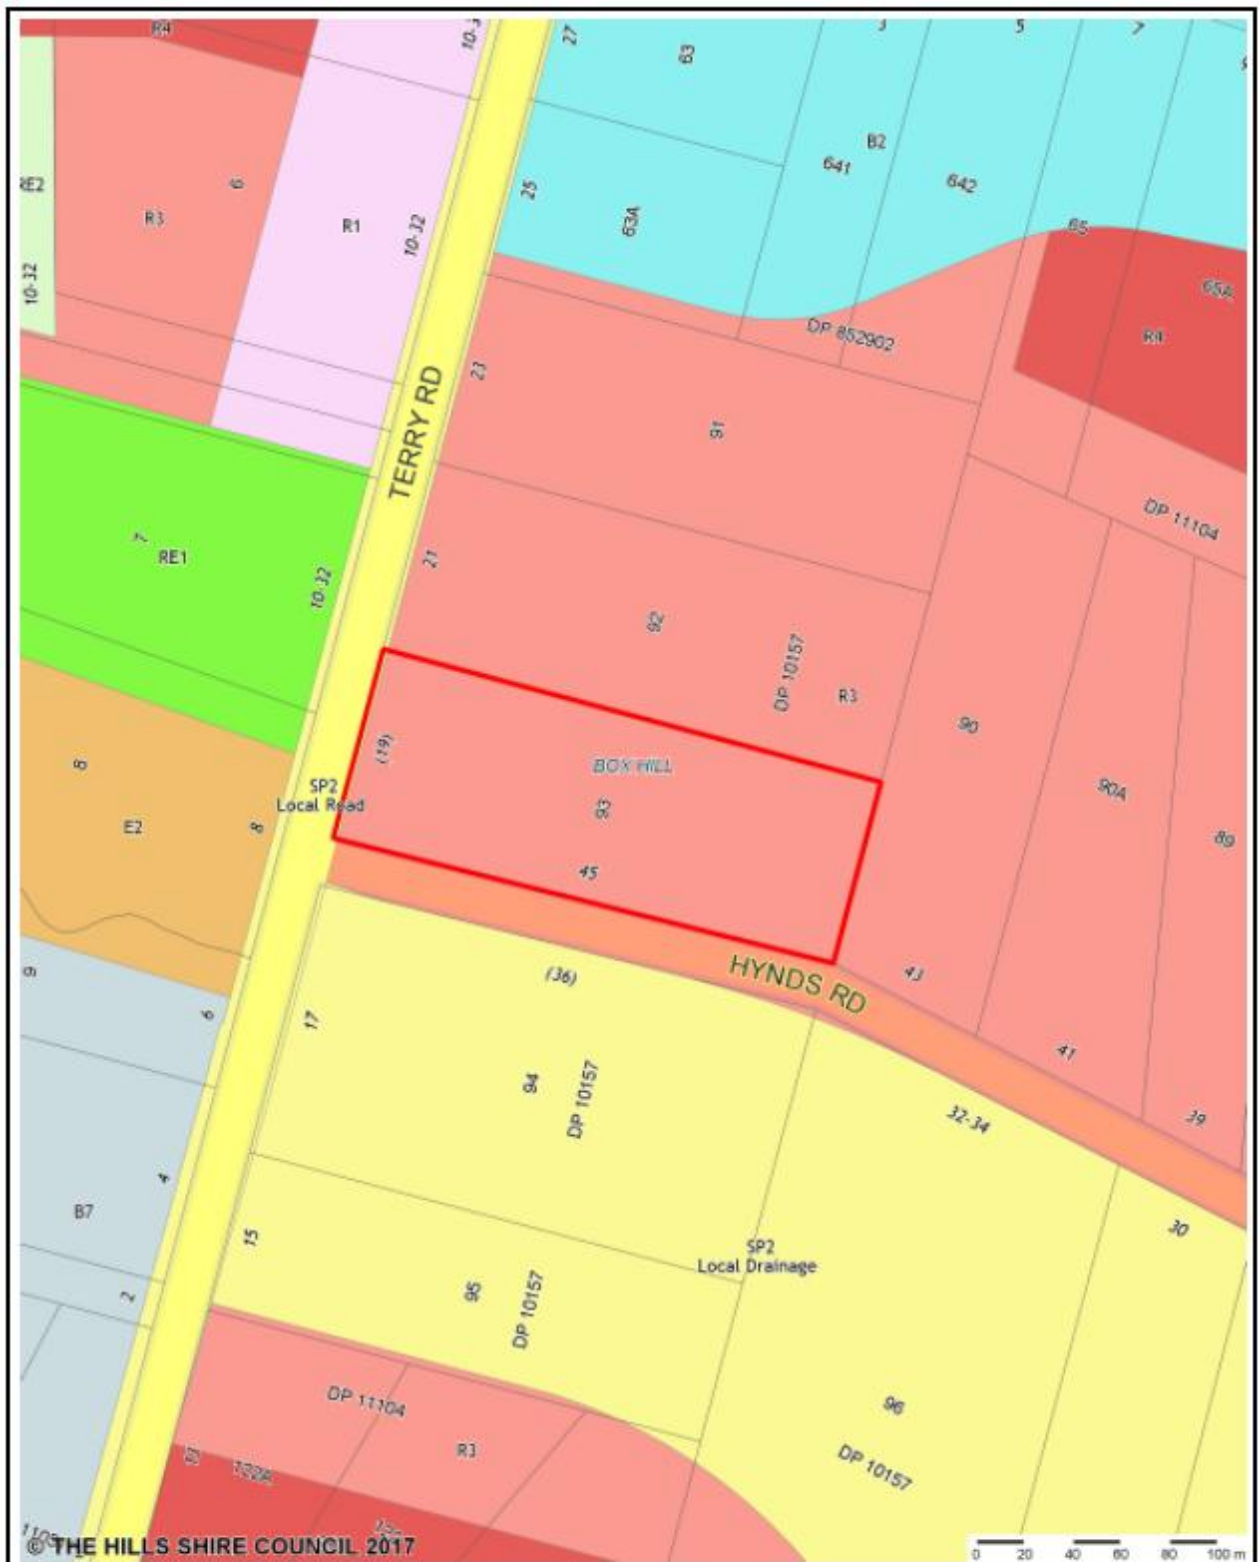 R4
10-3
27
63
3
5
7
RE2
R3
6
R1
10-32
25
63A
641
B2
642
65
65A
10-32
DP 852902
R4
23
TERRY RD
91
DP 11104
7
RE1
10-32
21
92
DP 10157
R3
90
90A
89
(19)
BOX HILL
93
45
8
SP2
Local Road
E2
8
HYNDS RD
43
41
39
9
6
17
(36)
94
DP 10157
32-34
30
4
B7
15
2
95
DP 10157
SP2
Local Drainage
96
DP 10157
DP 11104
R3
13
122A
© THE HILLS SHIRE COUNCIL 2017
0 20 40 60 80 100 m